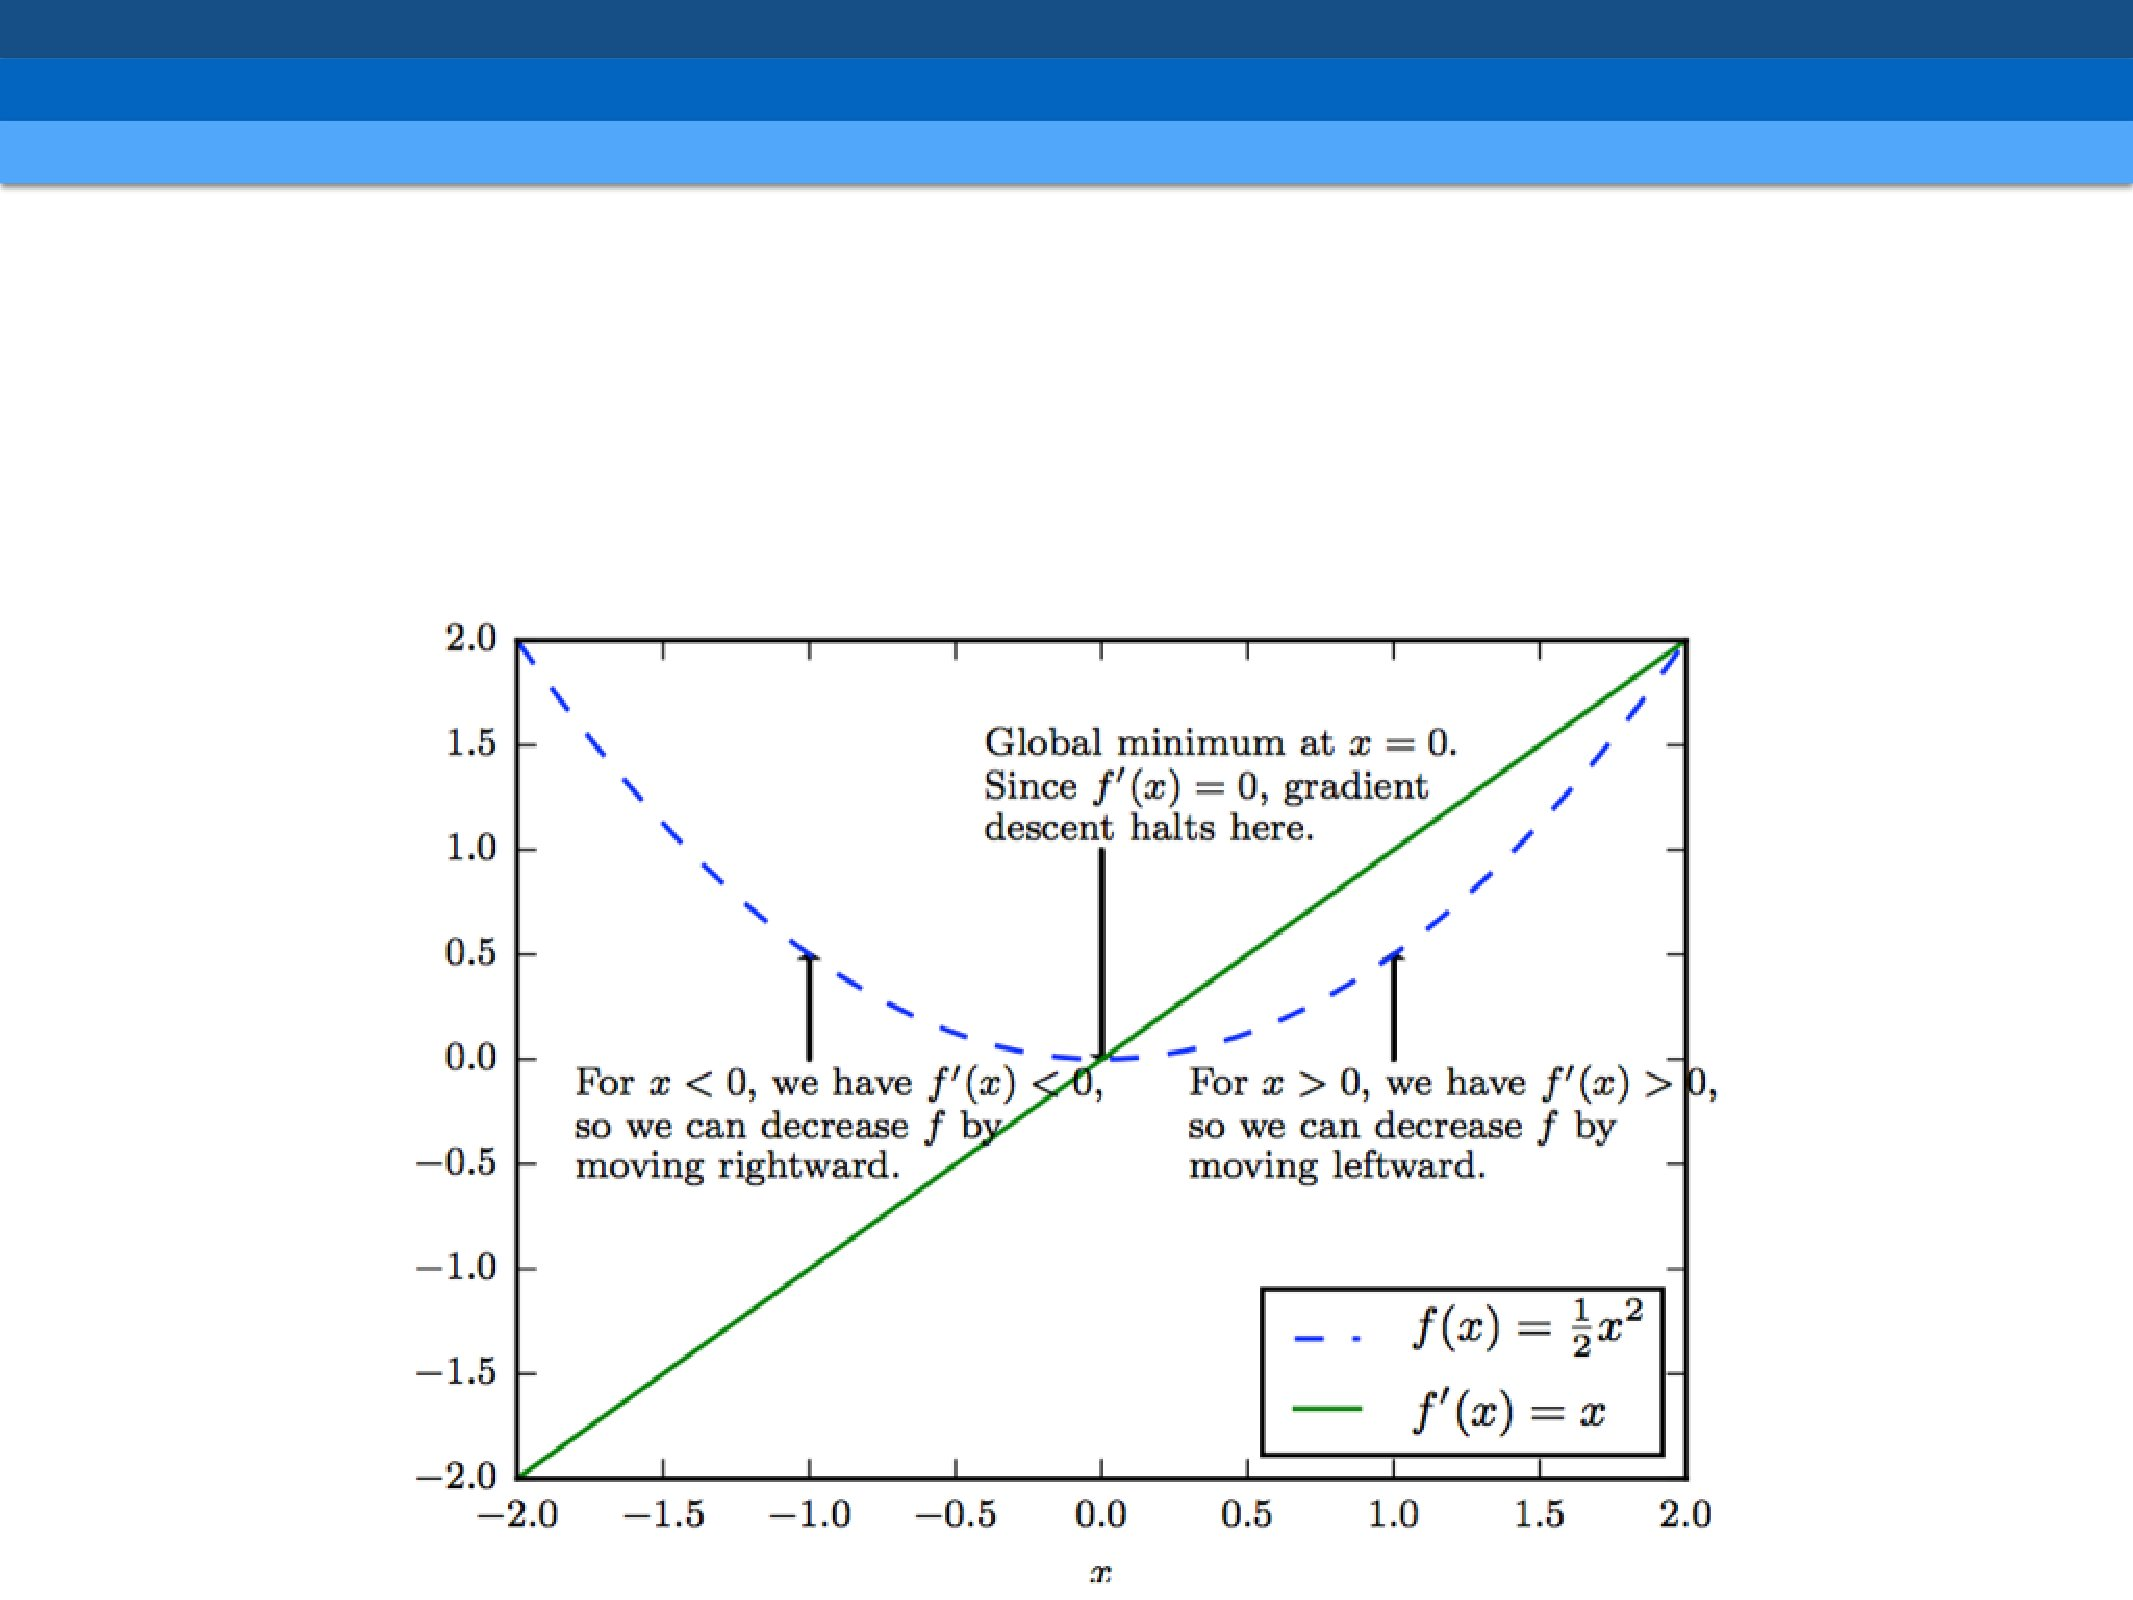 2.0
1.5
1.0
0.5
0.0
−0.5
−1.0
−1.5
−2.0
Global minimum at x = 0.
Since f′(x) = 0, gradient
descent halts here.
For x < 0, we have f′(x) < 0,
so we can decrease f by
moving rightward.
For x > 0, we have f′(x) > 0,
so we can decrease f by
moving leftward.
f(x) = ½x²
f′(x) = x
−2.0 −1.5 −1.0 −0.5 0.0 0.5 1.0 1.5 2.0
x